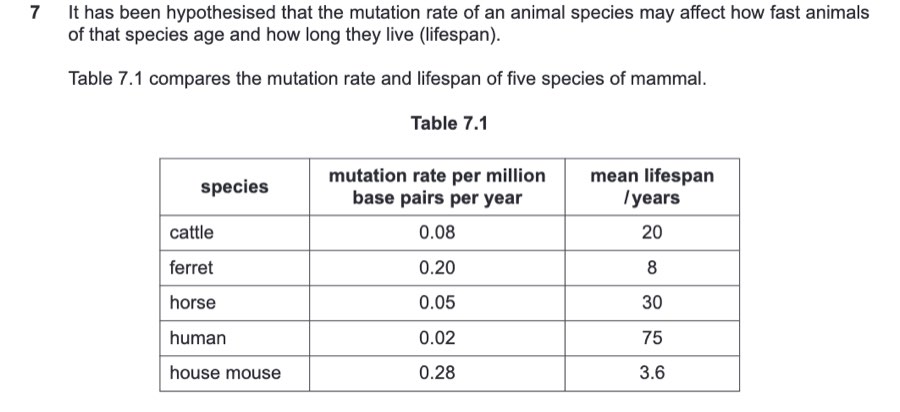 7 It has been hypothesised that the mutation rate of an animal species may affect how fast animals
of that species age and how long they live (lifespan).
Table 7.1 compares the mutation rate and lifespan of five species of mammal.
Table 7.1
species mutation rate per million base pairs per year mean lifespan /years
cattle 0.08 20
ferret 0.20 8
horse 0.05 30
human 0.02 75
house mouse 0.28 3.6